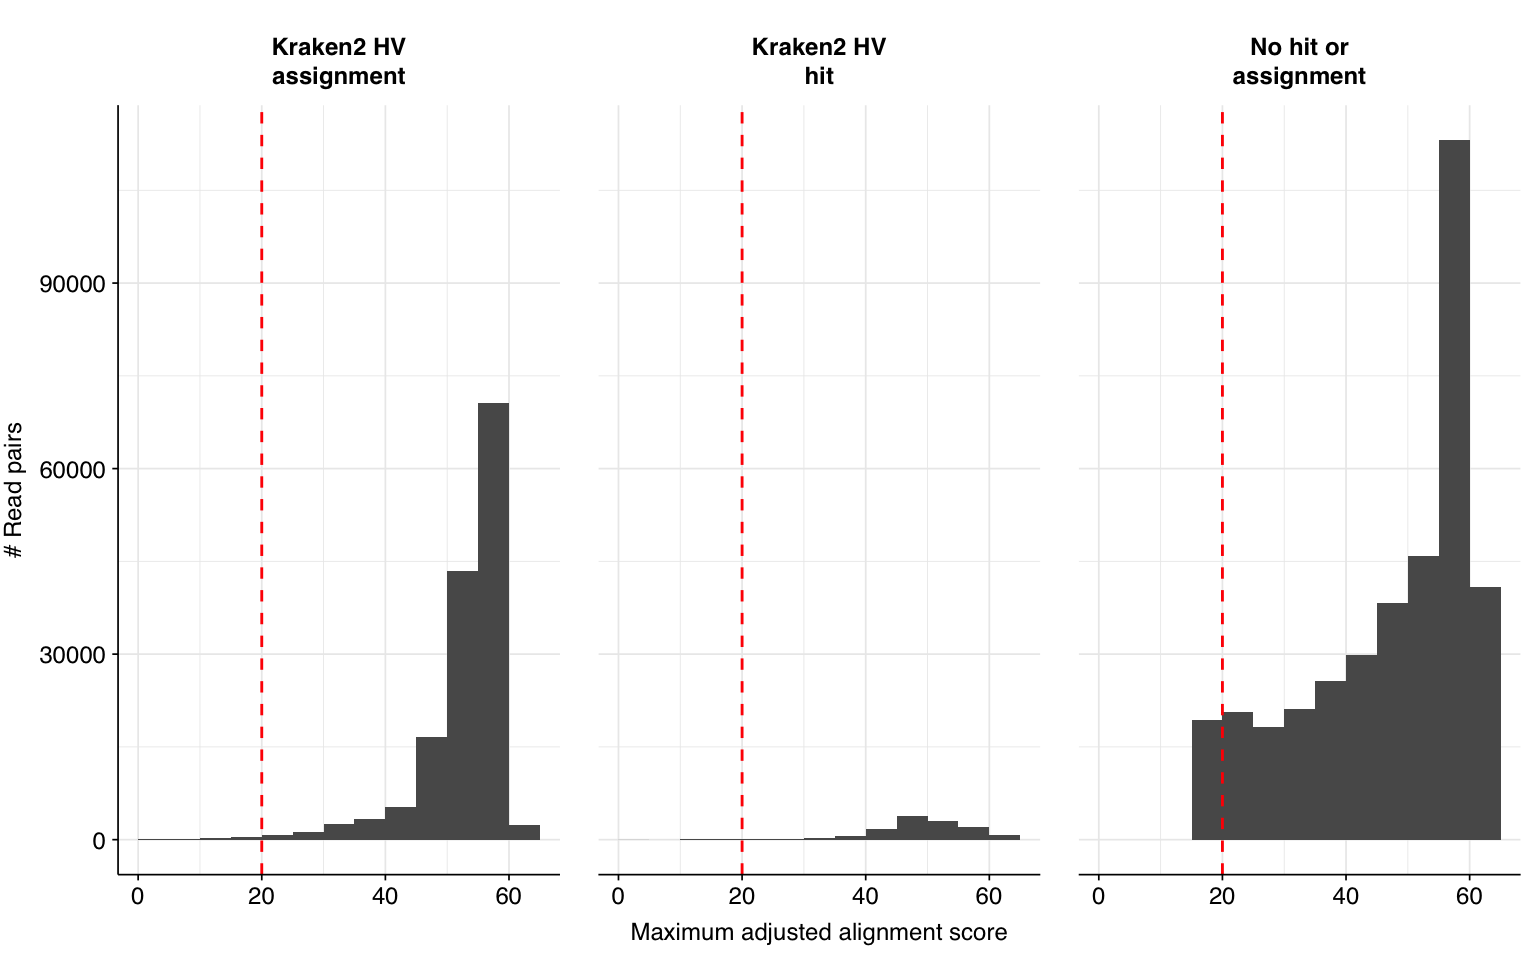 Kraken2 HV
assignment
Kraken2 HV
hit
No hit or
assignment
# Read pairs
90000
60000
30000
0
0 20 40 60
0 20 40 60
0 20 40 60
Maximum adjusted alignment score